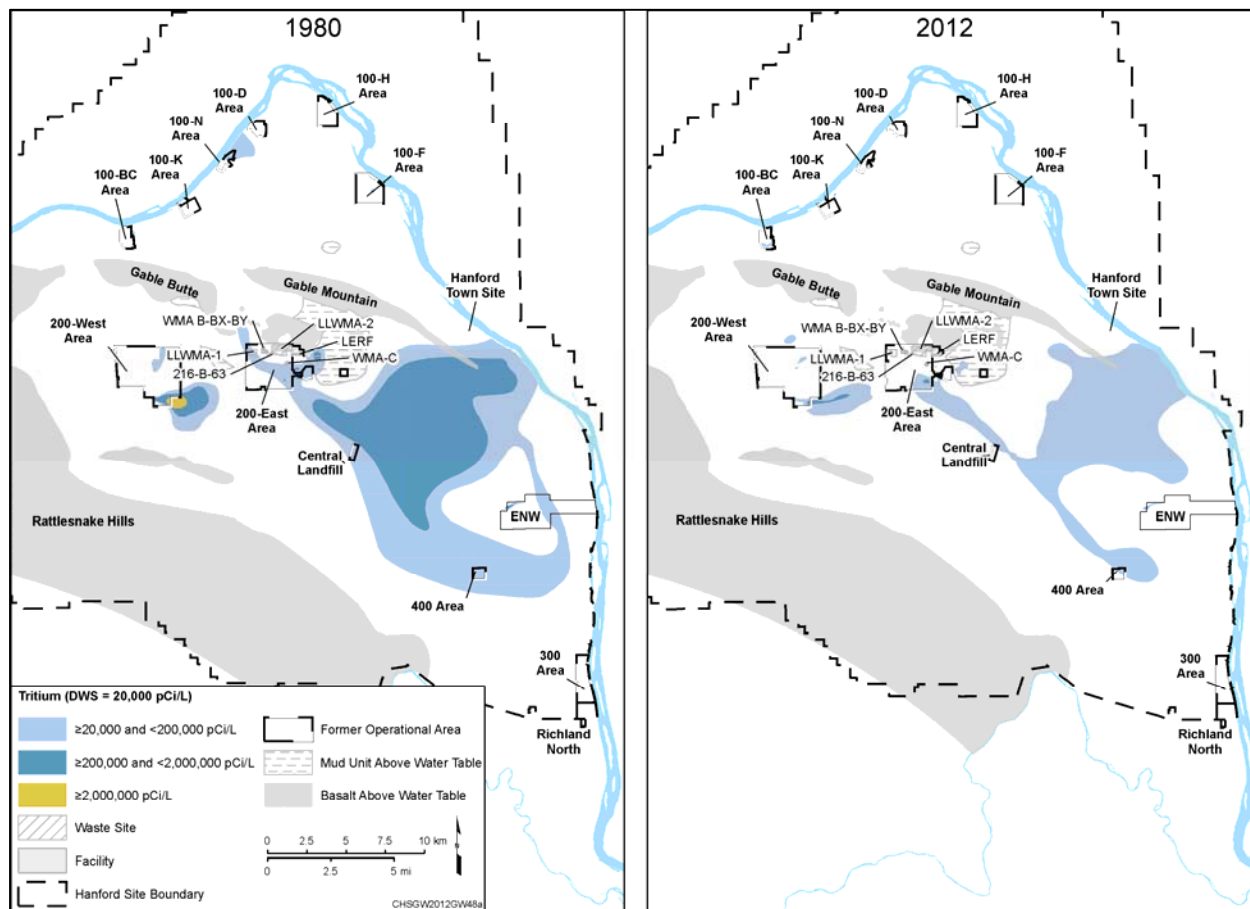 1980
100-H
Area
100-D
Area
100-N
Area
100-K
Area
100-F
Area
100-BC
Area
Gable Butte
Gable Mountain
Hanford
Town Site
200-West
Area
WMA B-BX-BY
LLWMA-2
LERF
LLWMA-1
WMA-C
216-B-63
200-East
Area
Central
Landfill
Rattlesnake Hills
ENW
400 Area
300
Area
Richland
North
Tritium (DWS = 20,000 pCi/L)
≥20,000 and <200,000 pCi/L
≥200,000 and <2,000,000 pCi/L
≥2,000,000 pCi/L
Waste Site
Facility
Hanford Site Boundary
Former Operational Area
Mud Unit Above Water Table
Basalt Above Water Table
0 2.5 5 7.5 10 km
0 2.5 5 mi
CHSGW2012GW48a
2012
100-H
Area
100-D
Area
100-N
Area
100-K
Area
100-F
Area
100-BC
Area
Gable Butte
Gable Mountain
Hanford
Town Site
200-West
Area
WMA B-BX-BY
LLWMA-2
LERF
LLWMA-1
WMA-C
216-B-63
200-East
Area
Central
Landfill
Rattlesnake Hills
ENW
400 Area
300
Area
Richland
North